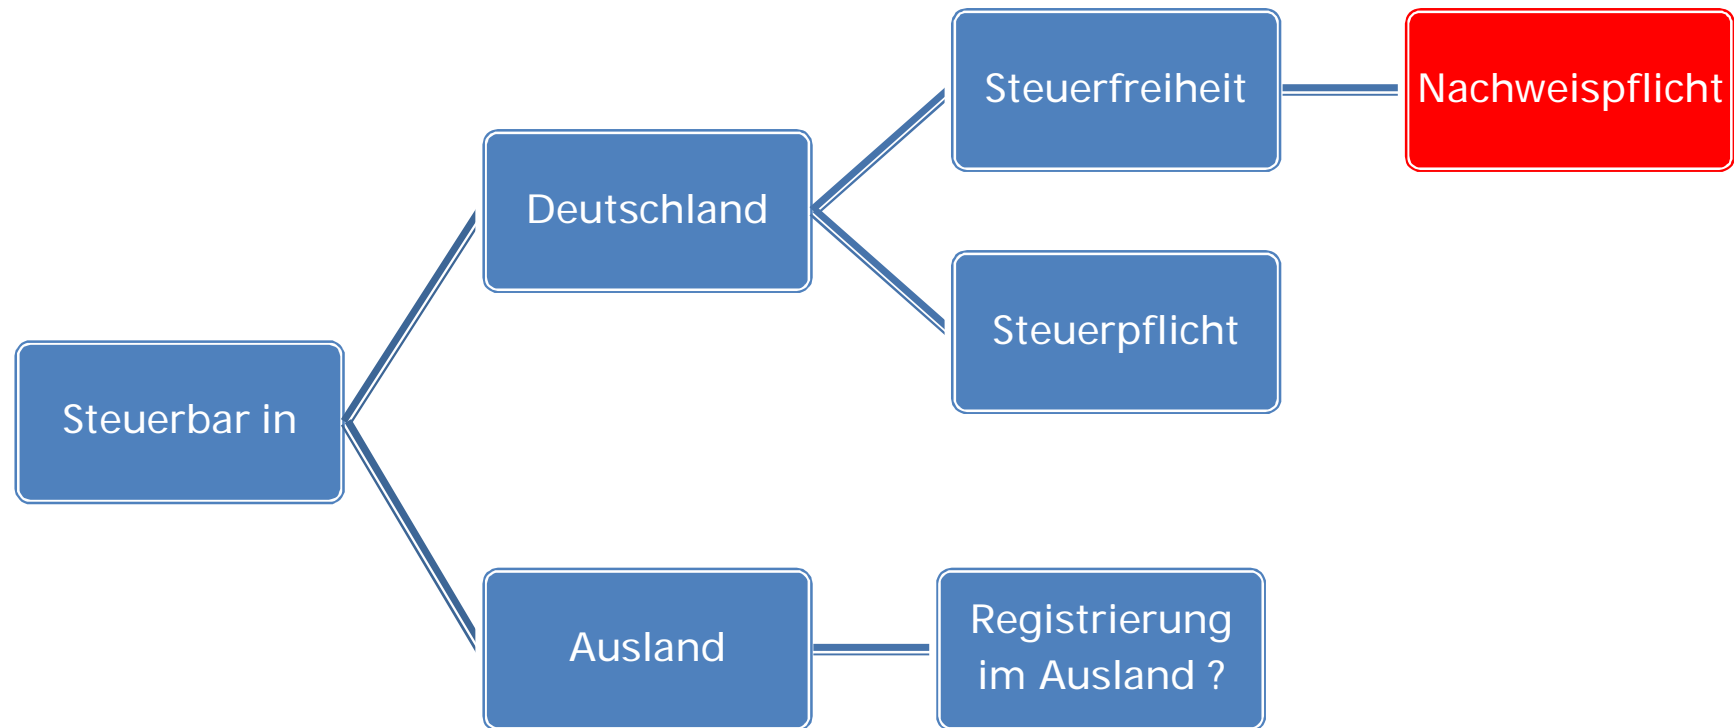 Steuerbar in
Deutschland
Steuerfreiheit
Nachweispflicht
Steuerpflicht
Ausland
Registrierung
im Ausland ?